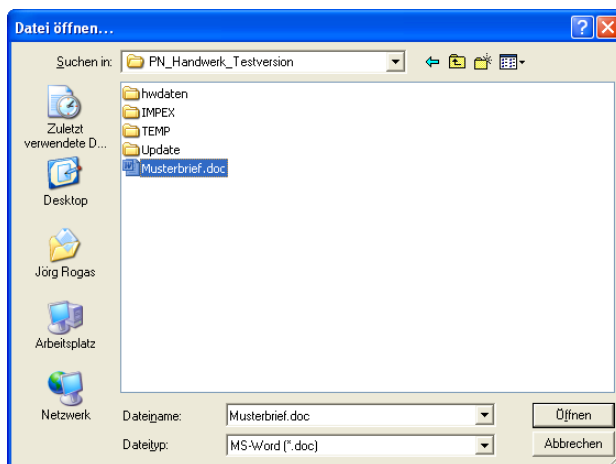 Datei öffnen...
Suchen in:
PN_Handwerk_Testversion
Zuletzt
verwendete D...
Desktop
Jörg Rogas
Arbeitsplatz
Netzwerk
hwdaten
IMPEX
TEMP
Update
Musterbrief.doc
Dateiname:
Musterbrief.doc
Öffnen
Dateityp:
MS-Word (*.doc)
Abbrechen